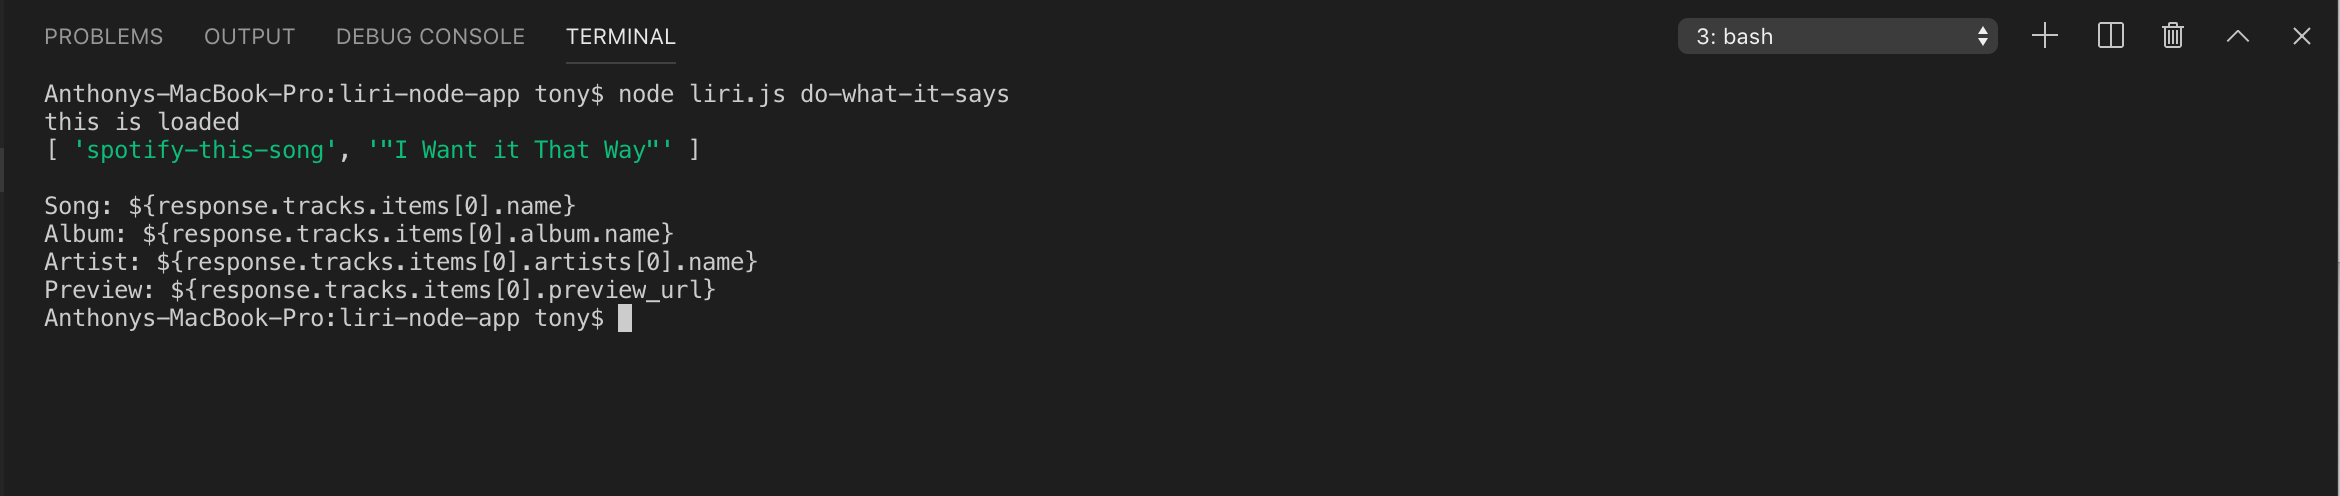 PROBLEMS OUTPUT DEBUG CONSOLE TERMINAL 3: bash
Anthonys-MacBook-Pro:liri-node-app tony$ node liri.js do-what-it-says
this is loaded
[ 'spotify-this-song', '"I Want it That Way"' ]
Song: ${response.tracks.items[0].name}
Album: ${response.tracks.items[0].album.name}
Artist: ${response.tracks.items[0].artists[0].name}
Preview: ${response.tracks.items[0].preview_url}
Anthonys-MacBook-Pro:liri-node-app tony$